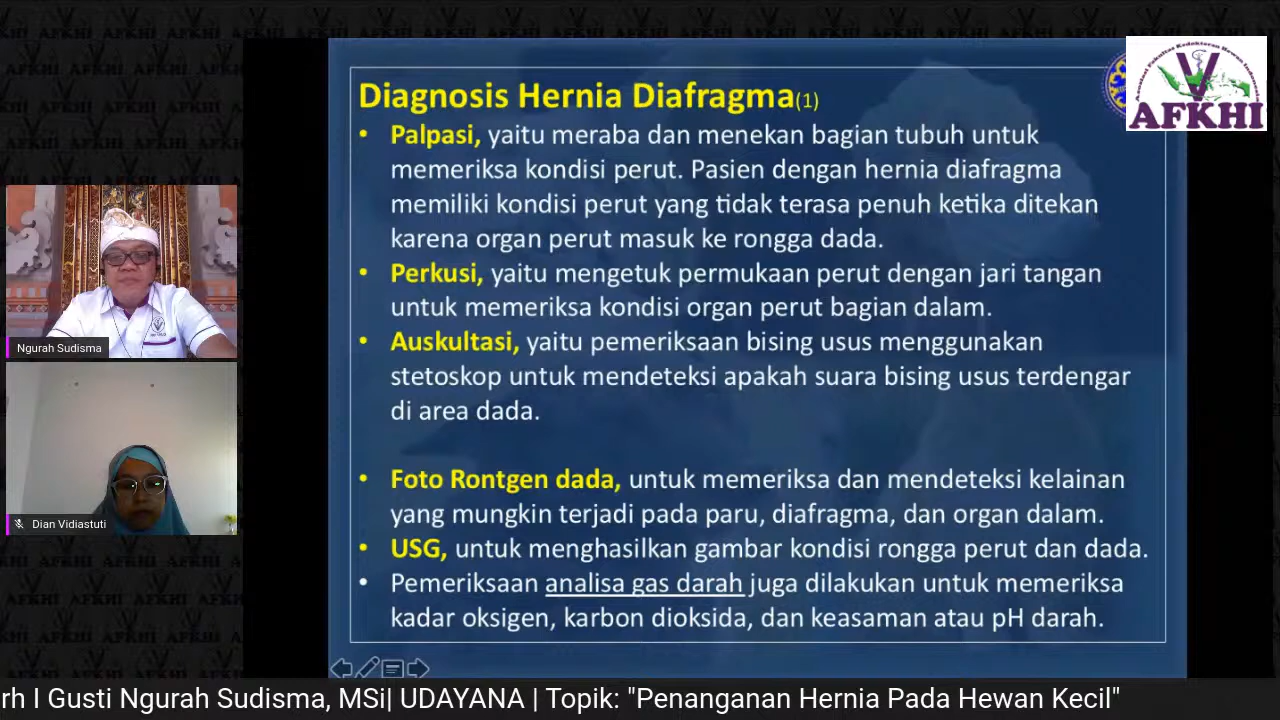 Diagnosis Hernia Diafragma(1)
• Palpasi, yaitu meraba dan menekan bagian tubuh untuk
memeriksa kondisi perut. Pasien dengan hernia diafragma
memiliki kondisi perut yang tidak terasa penuh ketika ditekan
karena organ perut masuk ke rongga dada.
• Perkusi, yaitu mengetuk permukaan perut dengan jari tangan
untuk memeriksa kondisi organ perut bagian dalam.
• Auskultasi, yaitu pemeriksaan bising usus menggunakan
stetoskop untuk mendeteksi apakah suara bising usus terdengar
di area dada.
• Foto Rontgen dada, untuk memeriksa dan mendeteksi kelainan
yang mungkin terjadi pada paru, diafragma, dan organ dalam.
• USG, untuk menghasilkan gambar kondisi rongga perut dan dada.
• Pemeriksaan analisa gas darah juga dilakukan untuk memeriksa
kadar oksigen, karbon dioksida, dan keasaman atau pH darah.
AFKHI
Ngurah Sudisma
Dian Vidiastuti
rh I Gusti Ngurah Sudisma, MSi| UDAYANA | Topik: "Penanganan Hernia Pada Hewan Kecil"